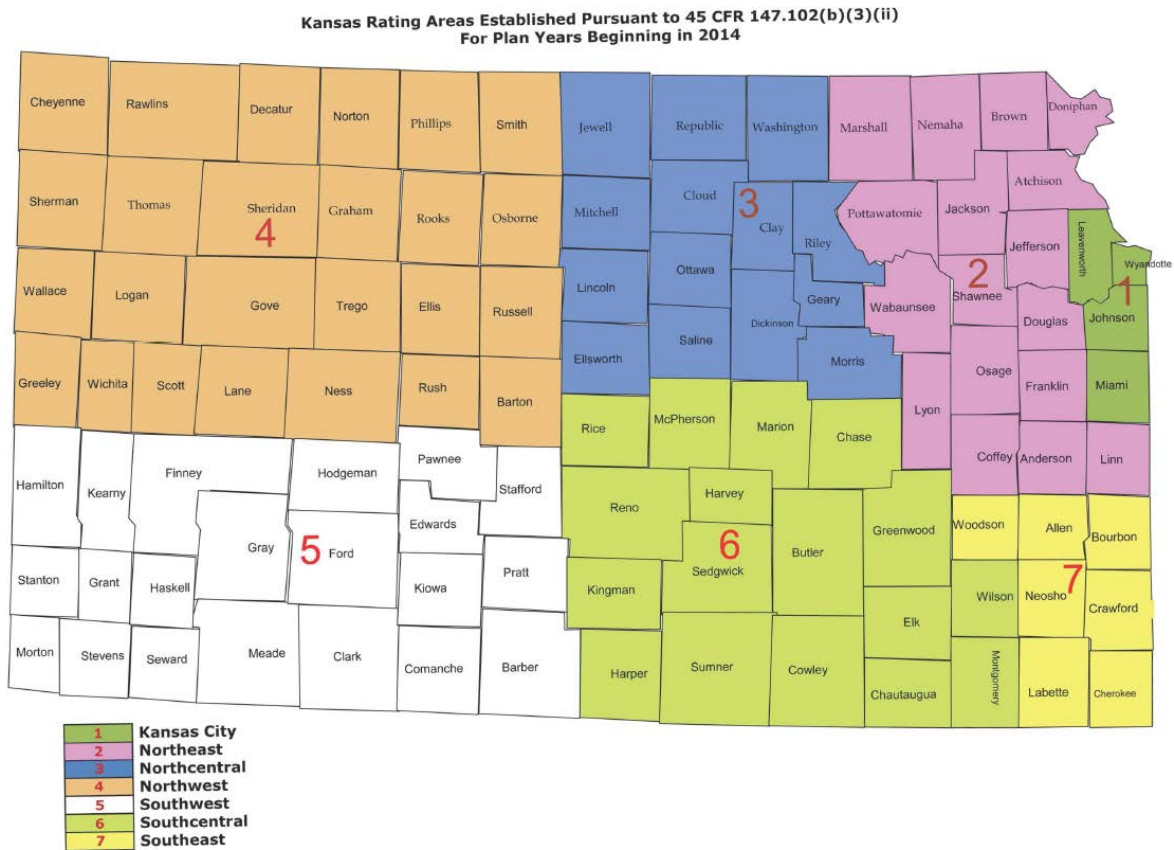 Kansas Rating Areas Established Pursuant to 45 CFR 147.102(b)(3)(ii)
For Plan Years Beginning in 2014
Cheyenne
Rawlins
Decatur
Norton
Phillips
Smith
Jewell
Republic
Washington
Marshall
Nemaha
Brown
Doniphan
Sherman
Thomas
Sheridan
4
Graham
Rooks
Osborne
Mitchell
Cloud
3
Clay
Riley
Pottawatomie
Jackson
Atchison
Jefferson
Leavenworth
Wyandotte
1
Wallace
Logan
Gove
Trego
Ellis
Russell
Lincoln
Ottawa
Dickinson
Geary
Wabaunsee
2
Shawnee
Douglas
Johnson
Greeley
Wichita
Scott
Lane
Ness
Rush
Barton
Ellsworth
Saline
Morris
Lyon
Osage
Franklin
Miami
Hamilton
Kearny
Finney
Hodgeman
Pawnee
Stafford
Rice
McPherson
Marion
Chase
Coffey
Anderson
Linn
Gray
5
Ford
Edwards
Reno
Harvey
6
Sedgwick
Butler
Greenwood
Woodson
Allen
Bourbon
Stanton
Grant
Haskell
Kiowa
Pratt
Kingman
Elk
Wilson
Neosho
7
Crawford
Morton
Stevens
Seward
Meade
Clark
Comanche
Barber
Harper
Sumner
Cowley
Chautaugua
Montgomery
Labette
Cherokee
1 Kansas City
2 Northeast
3 Northcentral
4 Northwest
5 Southwest
6 Southcentral
7 Southeast